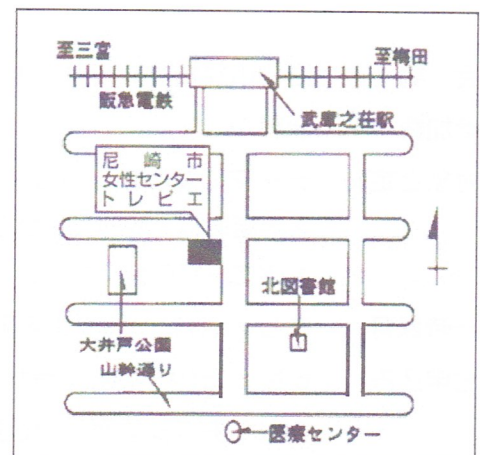 至三宮
至梅田
阪急電鉄
武庫之荘駅
尼崎市
女性センター
トレピエ
北図書館
大井戸公園
山幹通り
医療センター